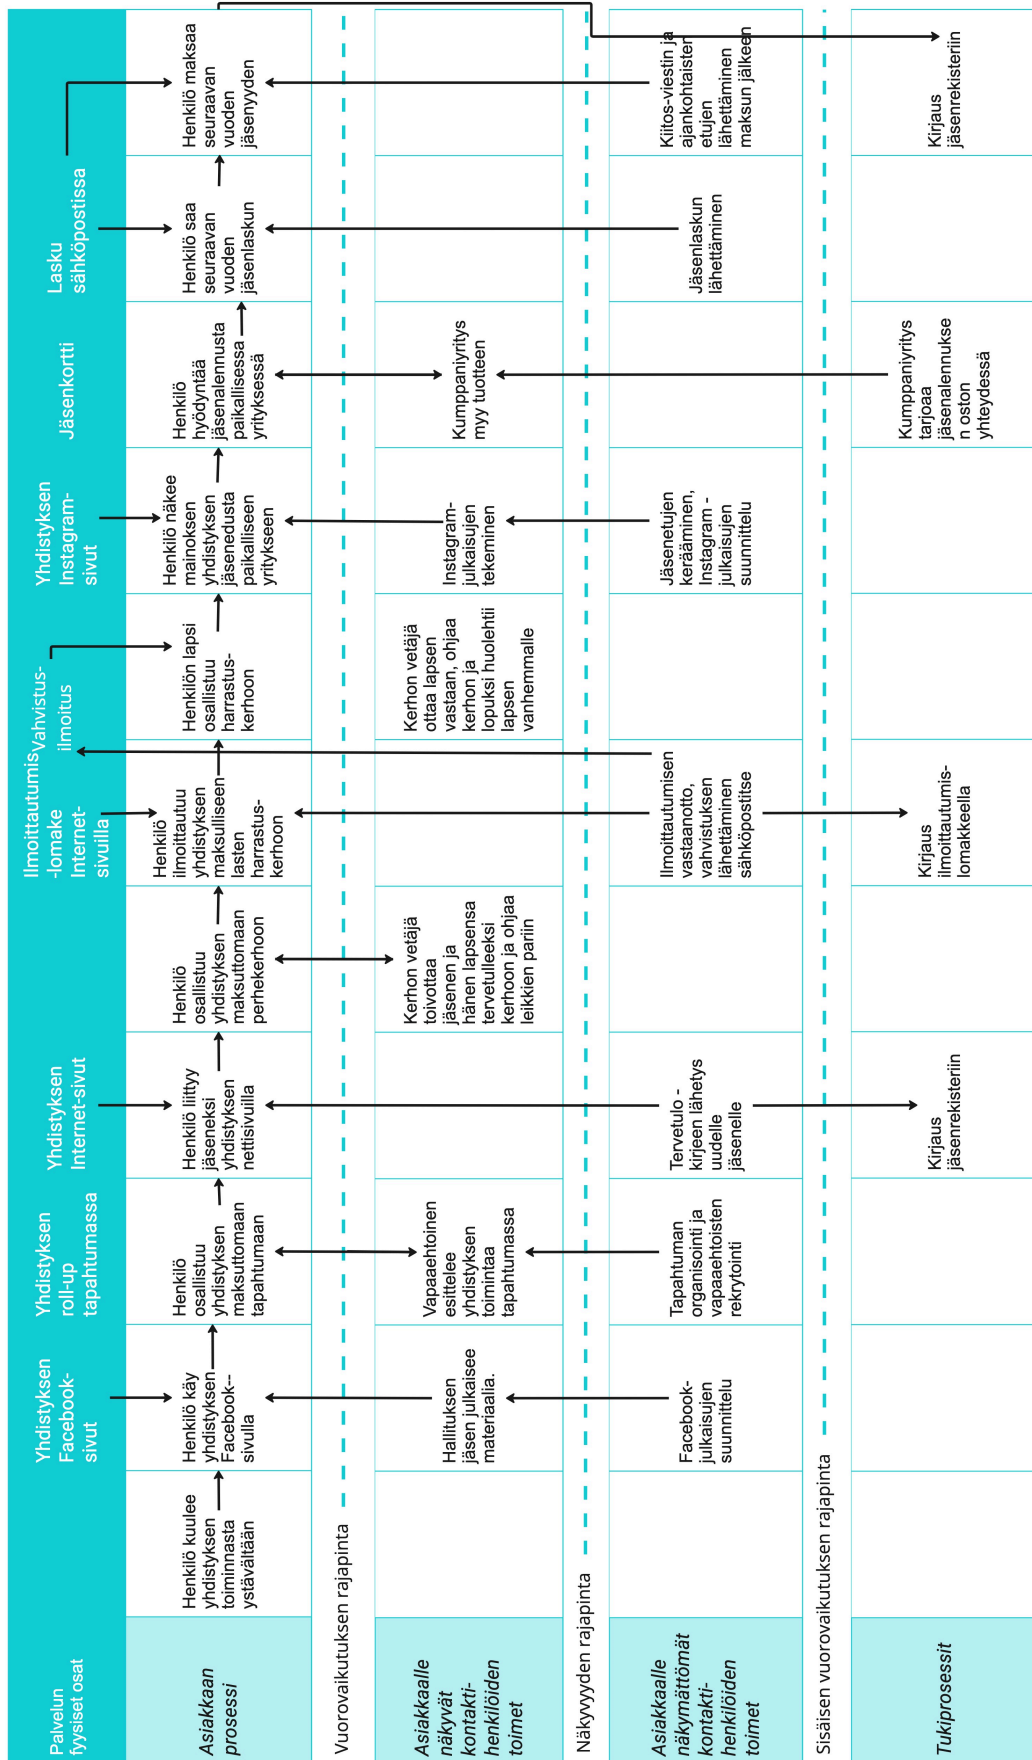 Palvelun
fyysiset osat
Yhdistyksen
Facebook-
sivut
Yhdistyksen
roll-up
tapahtumassa
Yhdistyksen
Internet-sivut
Ilmoittautumis
-lomake
Internet-
sivuilla
Vahvistus-
ilmoitus
Yhdistyksen
Instagram-
sivut
Jäsenkortti
Lasku
sähköpostissa
Asiakkaan
prosessi
Henkilö kuulee
yhdistyksen
toiminnasta
ystävältään
Henkilö käy
yhdistyksen
Facebook--
sivulla
Henkilö
osallistuu
yhdistyksen
maksuttomaan
tapahtumaan
Henkilö liittyy
jäseneksi
yhdistyksen
nettisivuilla
Henkilö
osallistuu
yhdistyksen
maksuttomaan
perhekerhoon
Henkilö
ilmoittautuu
yhdistyksen
maksulliseen
lasten
harrastus-
kerhoon
Henkilön lapsi
osallistuu
harrastus-
kerhoon
Henkilö näkee
mainoksen
yhdistyksen
jäsenedusta
paikalliseen
yritykseen
Henkilö
hyödyntää
jäsenalennusta
paikallisessa
yrityksessä
Henkilö saa
seuraavan
vuoden
jäsenlaskun
Henkilö maksaa
seuraavan
vuoden
jäsenyyden
Vuorovaikutuksen rajapinta
Asiakkaalle
näkyvät
kontakti-
henkilöiden
toimet
Hallituksen
jäsen julkaisee
materiaalia.
Vapaaehtoinen
esittelee
yhdistyksen
toimintaa
tapahtumassa
Kerhon vetäjä
toivottaa
jäsenen ja
hänen lapsensa
tervetulleeksi
kerhoon ja ohjaa
leikkien pariin
Kerhon vetäjä
ottaa lapsen
vastaan, ohjaa
kerhon ja
lopuksi huolehtii
lapsen
vanhemmalle
Instagram-
julkaisujen
tekeminen
Kumppaniyritys
myy tuotteen
Näkyvyyden rajapinta
Asiakkaalle
näkymättömät
kontakti-
henkilöiden
toimet
Facebook-
julkaisujen
suunnittelu
Tapahtuman
organisointi ja
vapaaehtoisten
rekrytointi
Tervetulo -
kirjeen lähetys
uudelle
jäsenelle
Ilmoittautumisen
vastaanotto,
vahvistuksen
lähettäminen
sähköpostitse
Jäsenetujen
kerääminen,
Instagram -
julkaisujen
suunnittelu
Jäsenlaskun
lähettäminen
Kiitos-viestin ja
ajankohtaisten
etujen
lähettäminen
maksun jälkeen
Sisäisen vuorovaikutuksen rajapinta
Tukiprosessit
Kirjaus
jäsenrekisteriin
Kirjaus
ilmoittautumis-
lomakkeella
Kumppaniyritys
tarjoaa
jäsenalennukse
n oston
yhteydessä
Kirjaus
jäsenrekisteriin